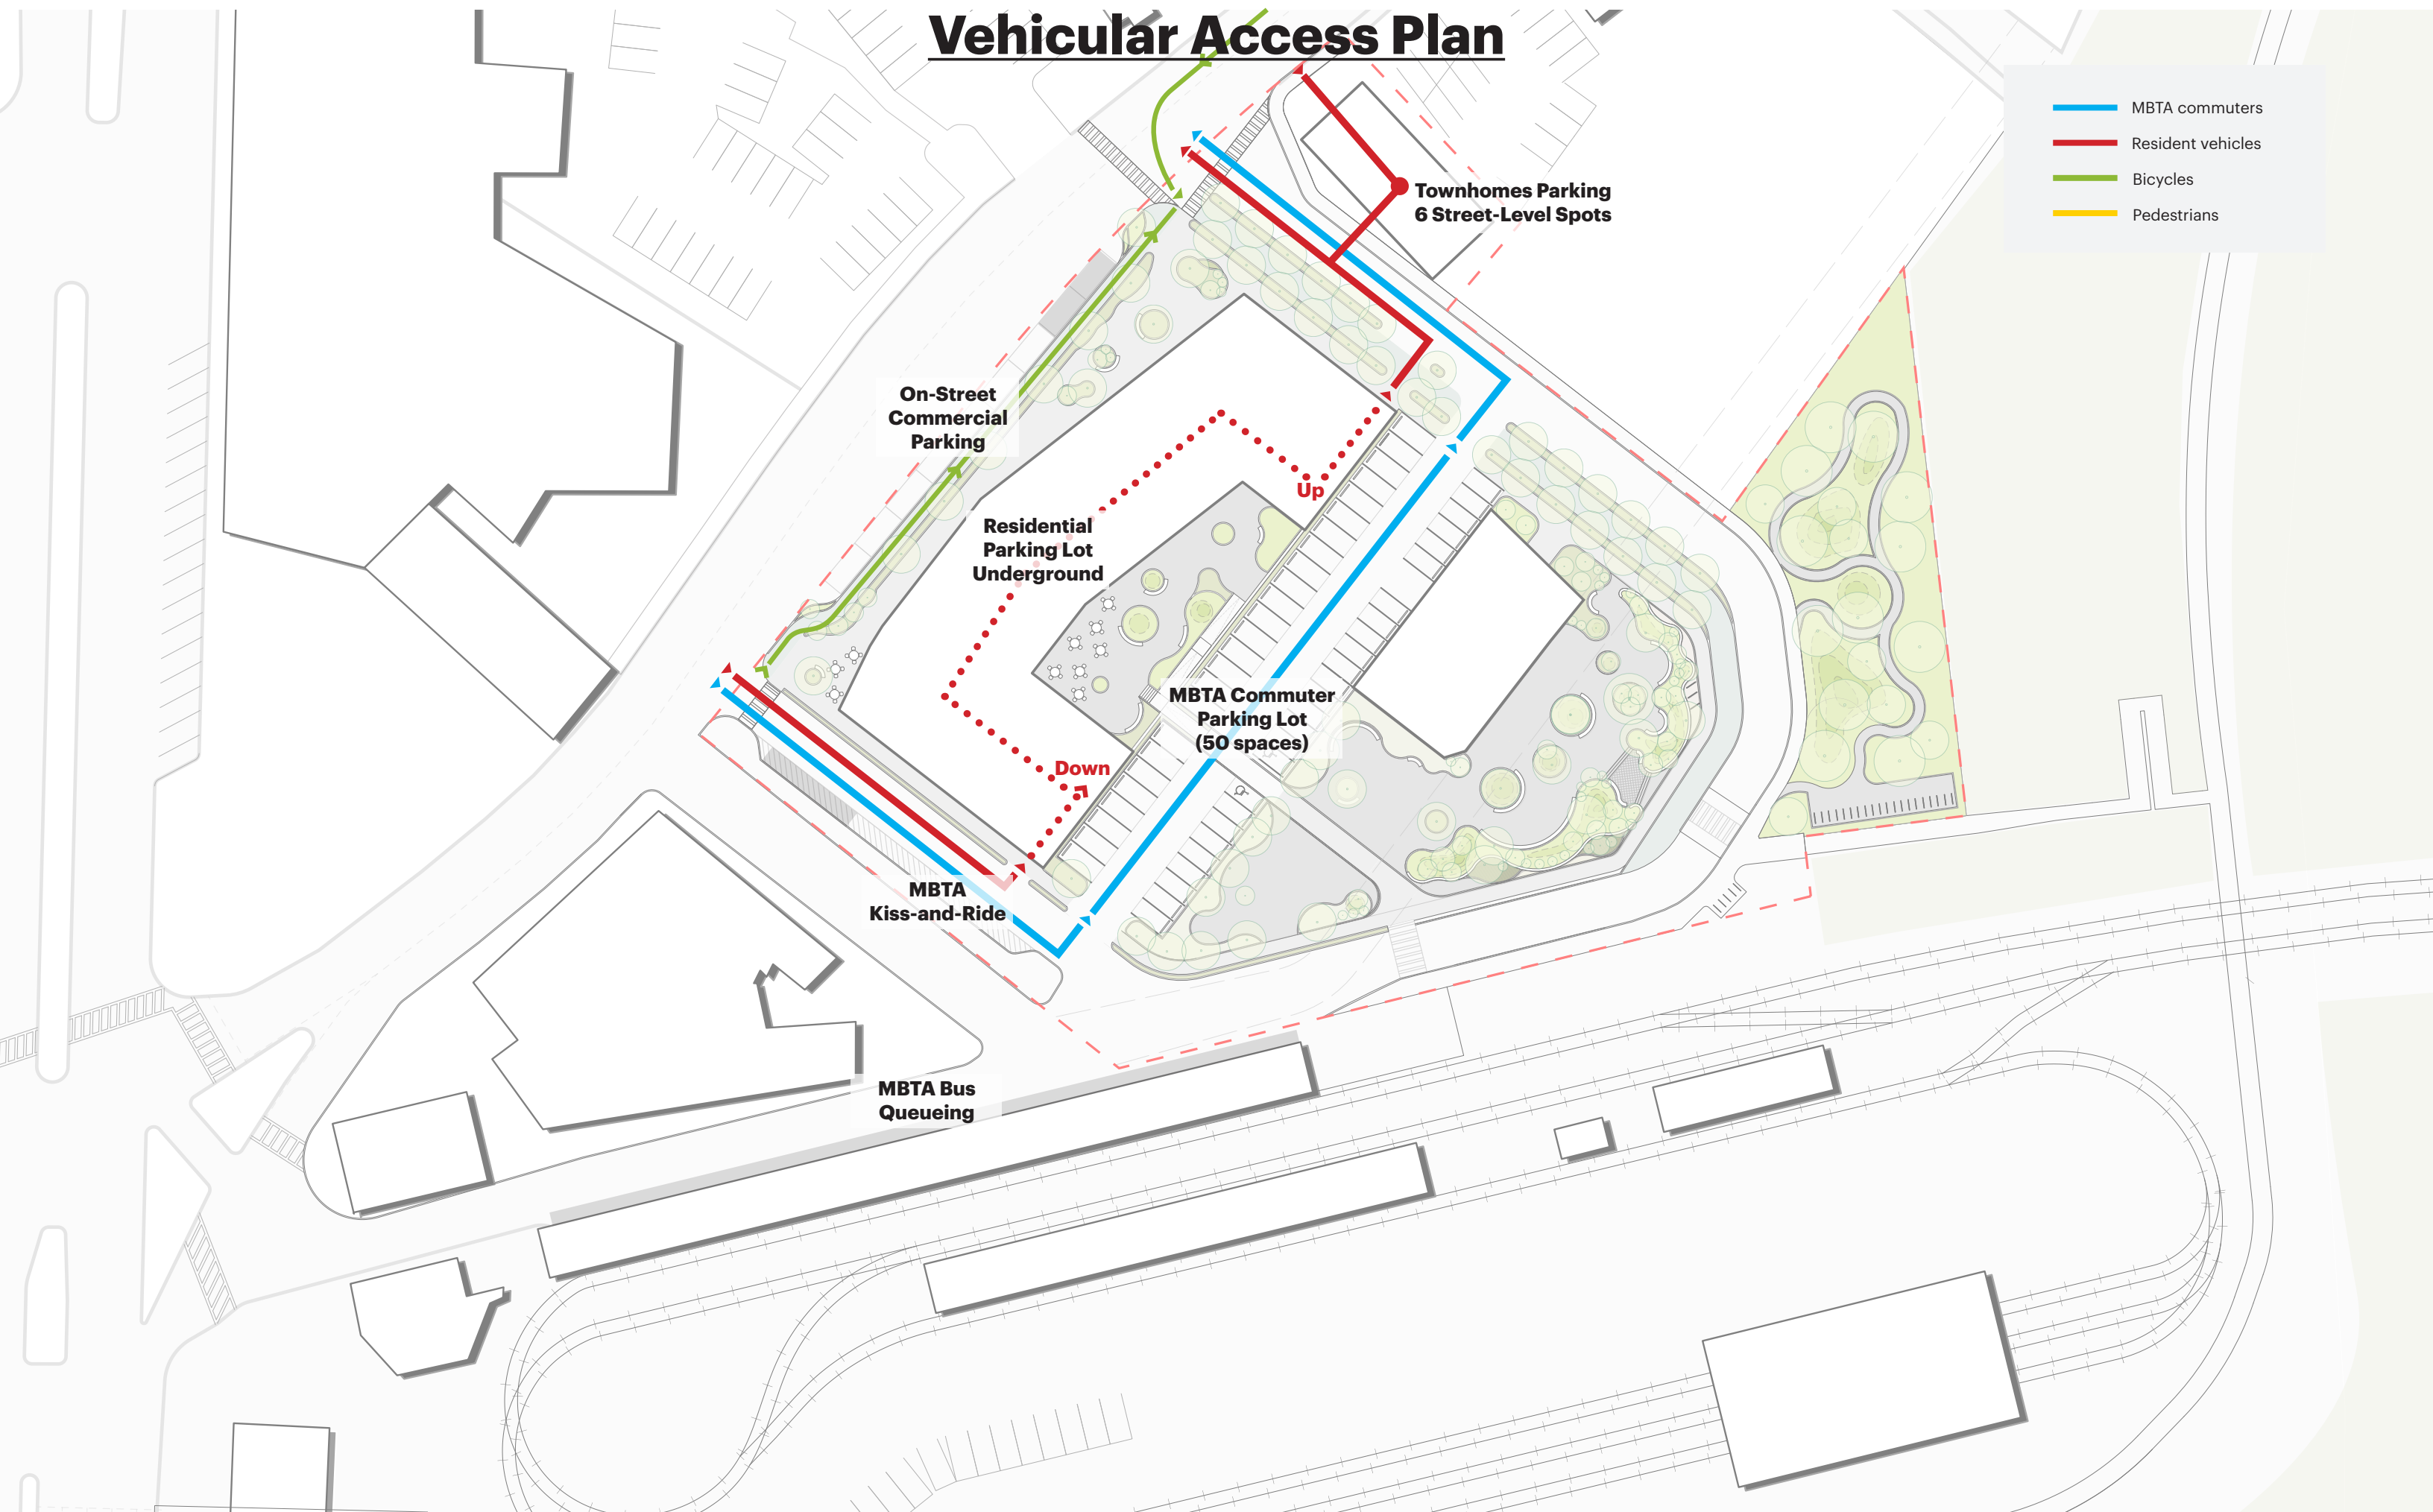 Vehicular Access Plan
MBTA commuters
Resident vehicles
Bicycles
Pedestrians
Townhomes Parking
6 Street-Level Spots
On-Street
Commercial
Parking
Up
Residential
Parking Lot
Underground
MBTA Commuter
Parking Lot
(50 spaces)
Down
MBTA
Kiss-and-Ride
MBTA Bus
Queueing